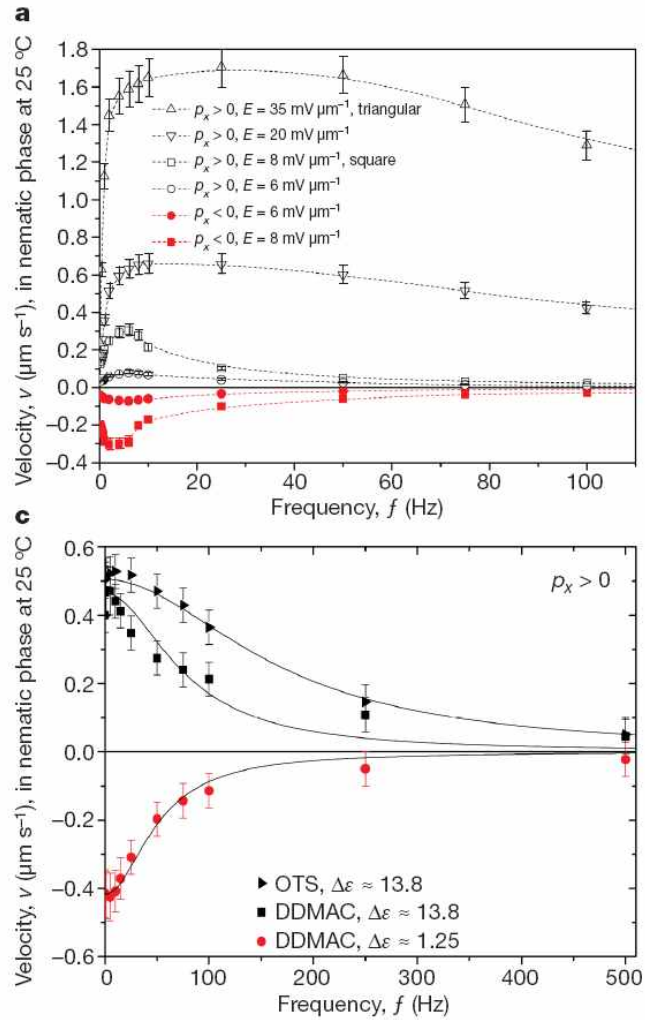 a
Velocity, v (μm s⁻¹), in nematic phase at 25 °C
1.8
1.6
1.4
1.2
1.0
0.8
0.6
0.4
0.2
0.0
-0.2
-0.4
pₓ > 0, E = 35 mV μm⁻¹, triangular
pₓ > 0, E = 20 mV μm⁻¹
pₓ > 0, E = 8 mV μm⁻¹, square
pₓ > 0, E = 6 mV μm⁻¹
pₓ < 0, E = 6 mV μm⁻¹
pₓ < 0, E = 8 mV μm⁻¹
0 20 40 60 80 100
Frequency, f (Hz)
c
Velocity, v (μm s⁻¹), in nematic phase at 25 °C
0.6
0.4
0.2
0.0
-0.2
-0.4
-0.6
pₓ > 0
OTS, Δε ≈ 13.8
DDMAC, Δε ≈ 13.8
DDMAC, Δε ≈ 1.25
0 100 200 300 400 500
Frequency, f (Hz)